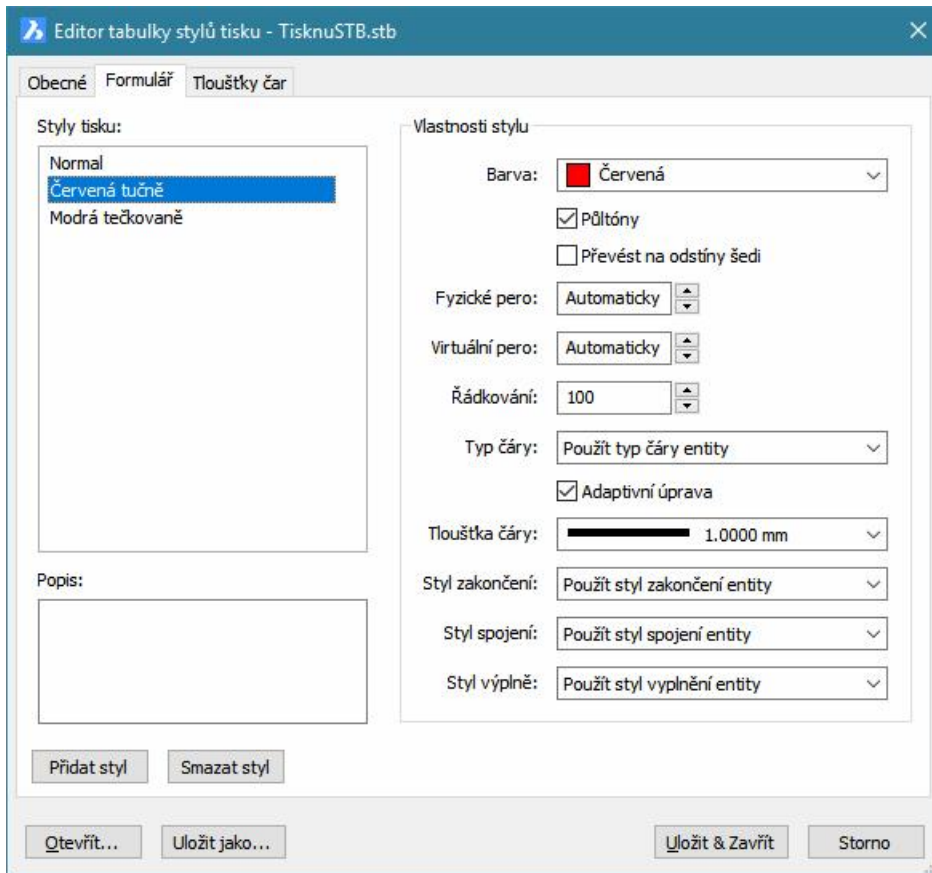 Editor tabulky stylů tisku - TisknuSTB.stb
Obecné Formulář Tloušťky čar
Styly tisku:
Normal
Červená tučně
Modrá tečkovaně
Popis:
Přidat styl Smazat styl
Vlastnosti stylu
Barva: Červená
Půltóny
Převést na odstíny šedi
Fyzické pero: Automaticky
Virtuální pero: Automaticky
Řádkování: 100
Typ čáry: Použít typ čáry entity
Adaptivní úprava
Tloušťka čáry: 1.0000 mm
Styl zakončení: Použít styl zakončení entity
Styl spojení: Použít styl spojení entity
Styl výplně: Použít styl vyplnění entity
Otevřít... Uložit jako... Uložit & Zavřít Storno